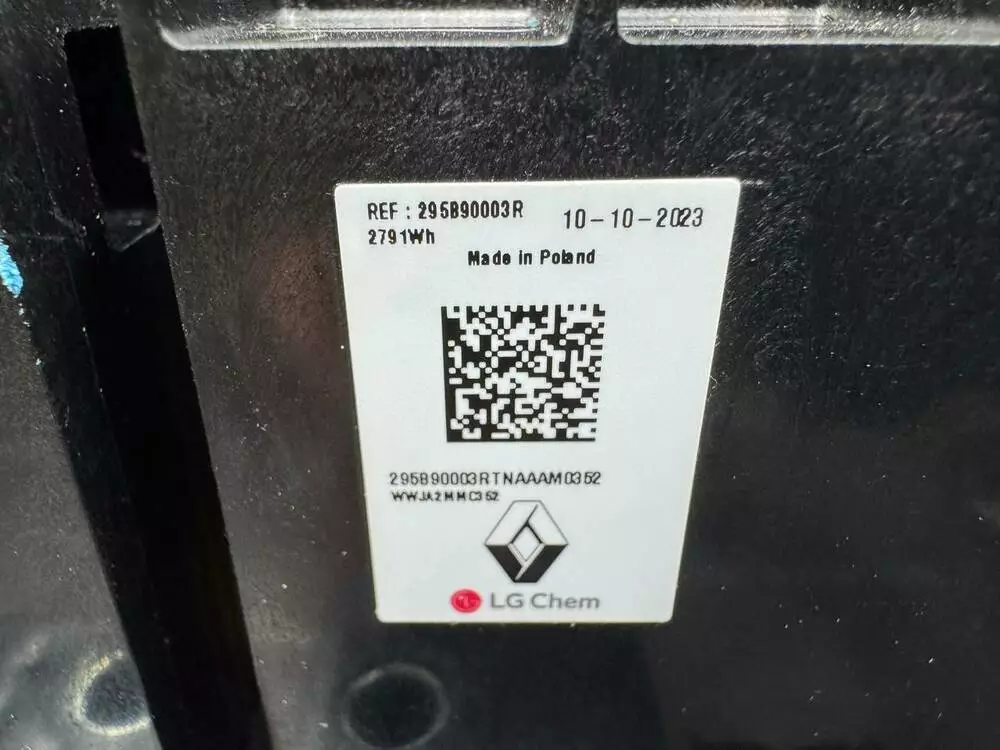 REF : 295B90003R
10-10-2023
2791Wh
Made in Poland
295B90003RTNAAAM0352
WWJA2MMC352
LG Chem